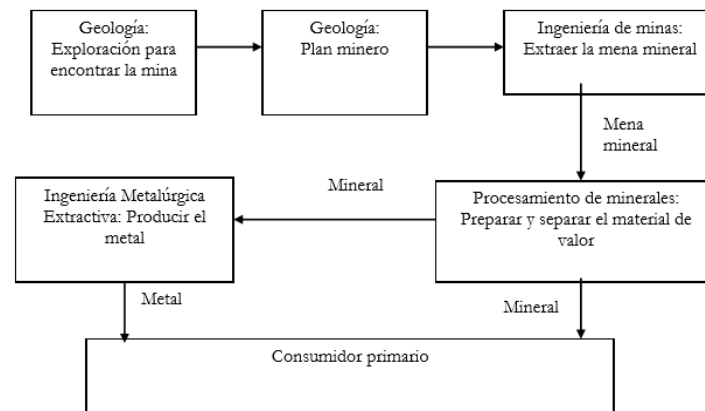 Geología:
Exploración para
encontrar la mina
Geología:
Plan minero
Ingeniería de minas:
Extraer la mena mineral
Mena
mineral
Procesamiento de minerales:
Preparar y separar el material de
valor
Mineral
Ingeniería Metalúrgica
Extractiva: Producir el
metal
Metal
Mineral
Consumidor primario